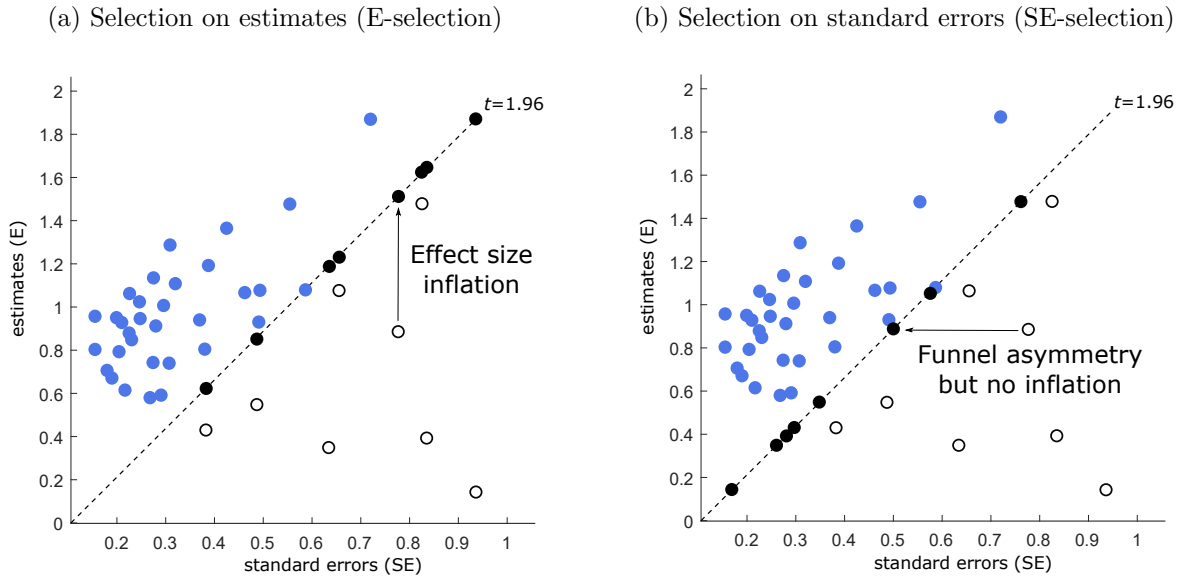 (a) Selection on estimates (E-selection)
2
1.8
1.6
1.4
1.2
1
0.8
0.6
0.4
0.2
0
estimates (E)
t=1.96
Effect size
inflation
0.2 0.3 0.4 0.5 0.6 0.7 0.8 0.9 1
standard errors (SE)
(b) Selection on standard errors (SE-selection)
2
1.8
1.6
1.4
1.2
1
0.8
0.6
0.4
0.2
0
estimates (E)
t=1.96
Funnel asymmetry
but no inflation
0.2 0.3 0.4 0.5 0.6 0.7 0.8 0.9 1
standard errors (SE)